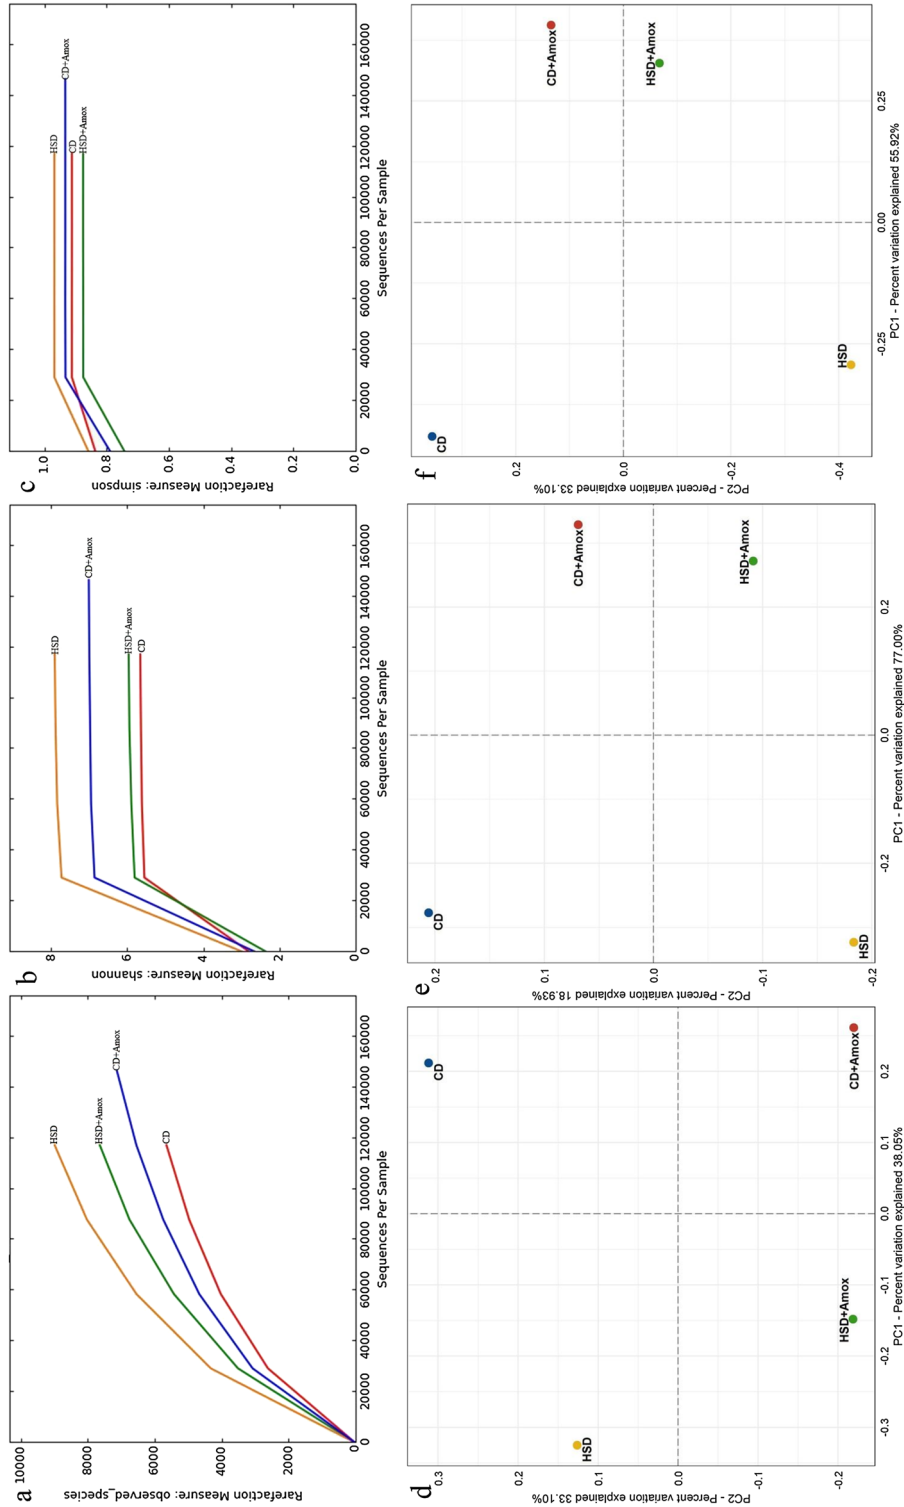 a
Rarefaction Measure: observed_species
10000
8000
6000
4000
2000
0
0
20000
40000
60000
80000
100000
120000
140000
160000
Sequences Per Sample
HSD
HSD+Amox
CD+Amox
CD
b
Rarefaction Measure: shannon
8
6
4
2
0
20000
40000
60000
80000
100000
120000
140000
160000
Sequences Per Sample
HSD
CD+Amox
HSD+Amox
CD
c
Rarefaction Measure: simpson
1.0
0.8
0.6
0.4
0.2
0.0
0
20000
40000
60000
80000
100000
120000
140000
160000
Sequences Per Sample
HSD
CD+Amox
CD
HSD+Amox
d
PC2 - Percent variation explained 33.10%
0.3
0.2
0.1
0.0
-0.1
-0.2
-0.3
-0.2
-0.1
0.0
0.1
0.2
PC1 - Percent variation explained 38.05%
CD
HSD
HSD+Amox
CD+Amox
e
PC2 - Percent variation explained 18.93%
0.2
0.1
0.0
-0.1
-0.2
-0.2
0.0
0.2
PC1 - Percent variation explained 77.00%
CD
CD+Amox
HSD+Amox
HSD
f
PC2 - Percent variation explained 33.10%
0.2
0.0
-0.2
-0.4
-0.25
0.00
0.25
PC1 - Percent variation explained 55.92%
CD
CD+Amox
HSD+Amox
HSD